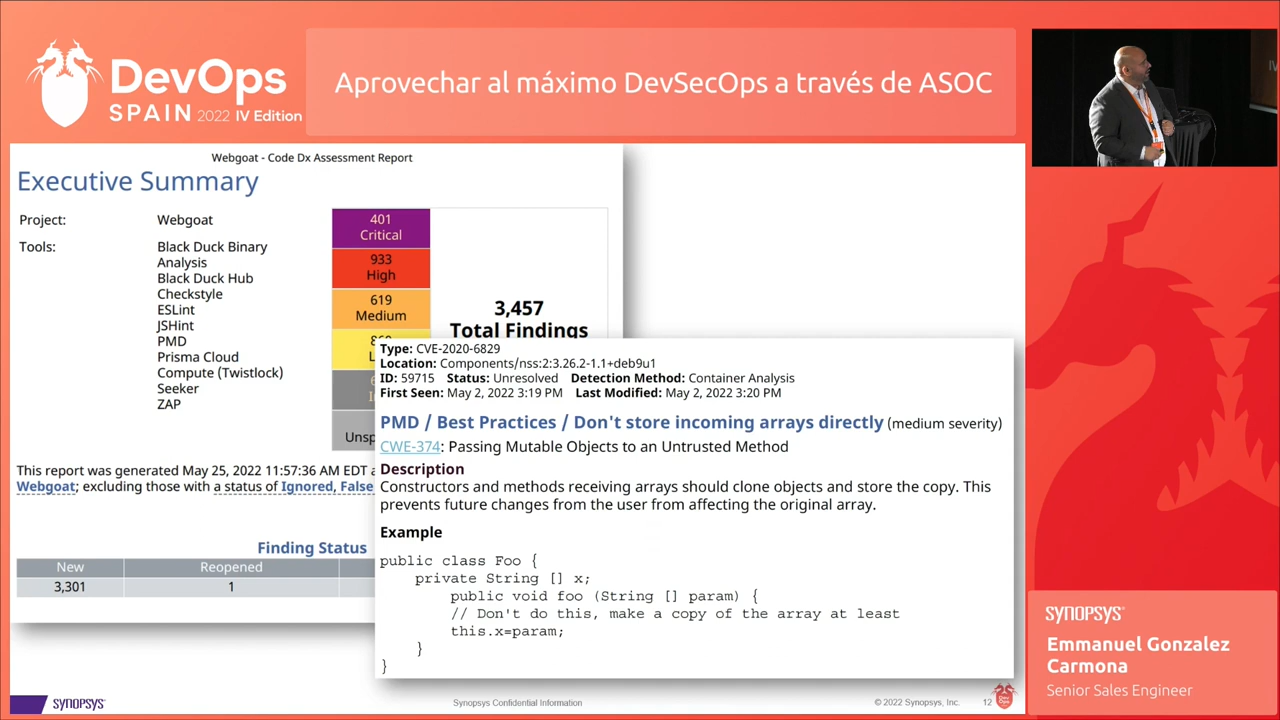 DevOps
SPAIN 2022 IV Edition
Aprovechar al máximo DevSecOps a través de ASOC
Webgoat - Code Dx Assessment Report
Executive Summary
Project: Webgoat
Tools: Black Duck Binary
Analysis
Black Duck Hub
Checkstyle
ESLint
JSHint
PMD
Prisma Cloud
Compute (Twistlock)
Seeker
ZAP
401
Critical
933
High
619
Medium
3,457
Total Findings
This report was generated May 25, 2022 11:57:36 AM EDT
Webgoat; excluding those with a status of Ignored, False
Finding Status
New Reopened
3,301 1
Type: CVE-2020-6829
Location: Components/nss:2:3.26.2-1.1+deb9u1
ID: 59715 Status: Unresolved Detection Method: Container Analysis
First Seen: May 2, 2022 3:19 PM Last Modified: May 2, 2022 3:20 PM
PMD / Best Practices / Don't store incoming arrays directly (medium severity)
CWE-374: Passing Mutable Objects to an Untrusted Method
Description
Constructors and methods receiving arrays should clone objects and store the copy. This
prevents future changes from the user from affecting the original array.
Example
public class Foo {
private String [] x;
public void foo (String [] param) {
// Don't do this, make a copy of the array at least
this.x=param;
}
}
SYNOPSYS
Synopsys Confidential Information
© 2022 Synopsys, Inc. 12
SYNOPSYS
Emmanuel Gonzalez
Carmona
Senior Sales Engineer